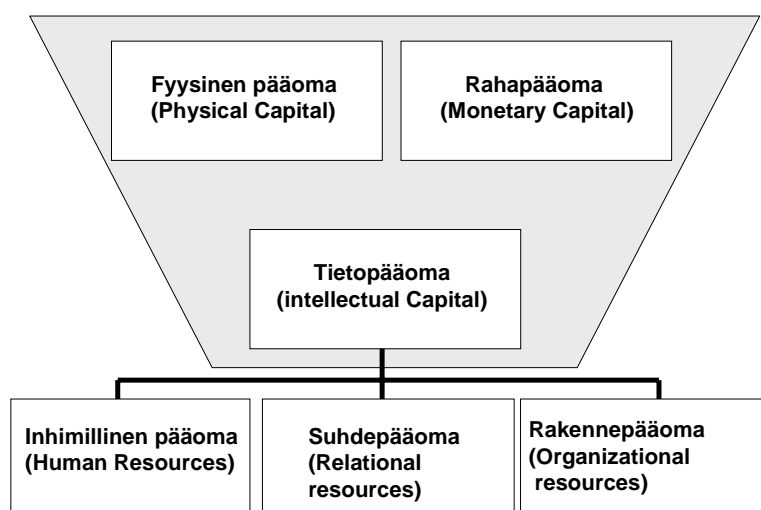 Fyysinen pääoma
(Physical Capital)
Rahapääoma
(Monetary Capital)
Tietopääoma
(intellectual Capital)
Inhimillinen pääoma
(Human Resources)
Suhdepääoma
(Relational
resources)
Rakennepääoma
(Organizational
resources)